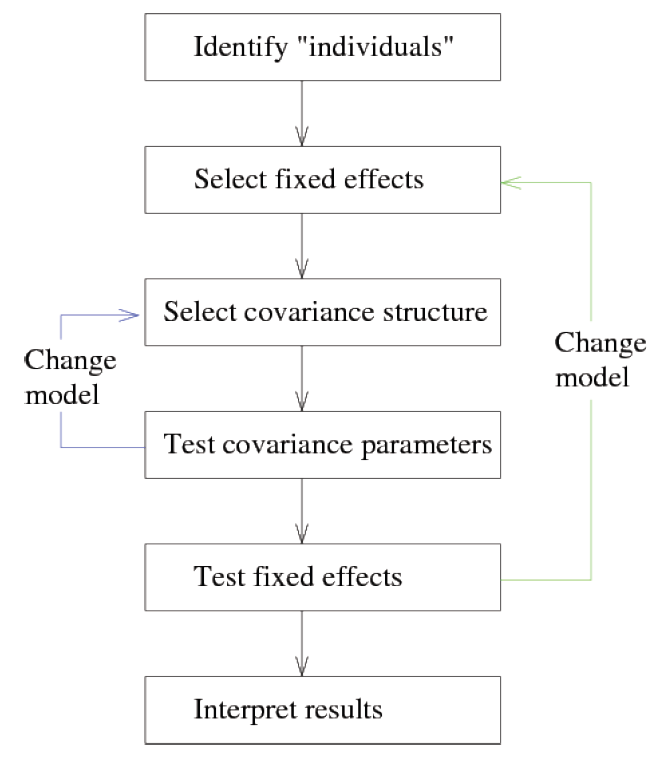 Identify "individuals"
Select fixed effects
Select covariance structure
Change
model
Change
model
Test covariance parameters
Test fixed effects
Interpret results